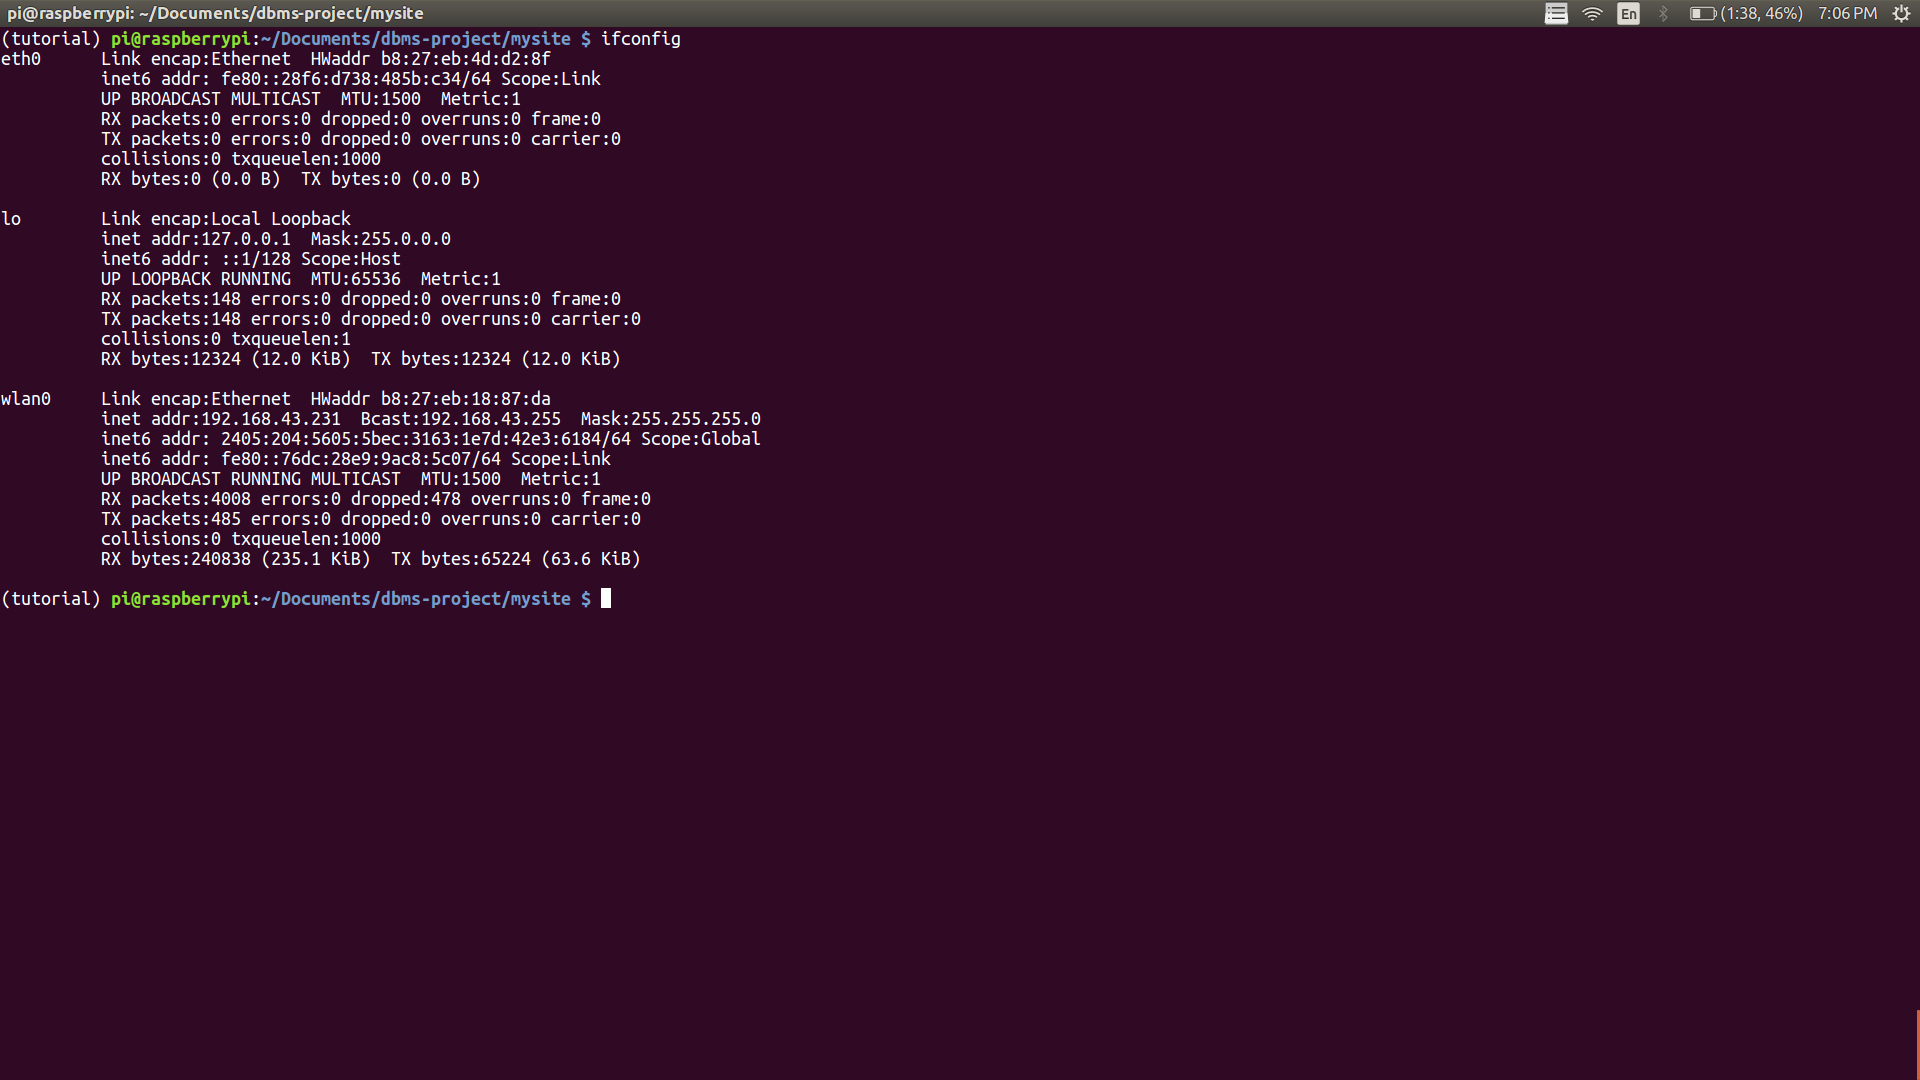 pi@raspberrypi: ~/Documents/dbms-project/mysite
En
(1:38, 46%)
7:06 PM
(tutorial) pi@raspberrypi:~/Documents/dbms-project/mysite $ ifconfig
eth0      Link encap:Ethernet  HWaddr b8:27:eb:4d:d2:8f
          inet6 addr: fe80::28f6:d738:485b:c34/64 Scope:Link
          UP BROADCAST MULTICAST  MTU:1500  Metric:1
          RX packets:0 errors:0 dropped:0 overruns:0 frame:0
          TX packets:0 errors:0 dropped:0 overruns:0 carrier:0
          collisions:0 txqueuelen:1000
          RX bytes:0 (0.0 B)  TX bytes:0 (0.0 B)

lo        Link encap:Local Loopback
          inet addr:127.0.0.1  Mask:255.0.0.0
          inet6 addr: ::1/128 Scope:Host
          UP LOOPBACK RUNNING  MTU:65536  Metric:1
          RX packets:148 errors:0 dropped:0 overruns:0 frame:0
          TX packets:148 errors:0 dropped:0 overruns:0 carrier:0
          collisions:0 txqueuelen:1
          RX bytes:12324 (12.0 KiB)  TX bytes:12324 (12.0 KiB)

wlan0     Link encap:Ethernet  HWaddr b8:27:eb:18:87:da
          inet addr:192.168.43.231  Bcast:192.168.43.255  Mask:255.255.255.0
          inet6 addr: 2405:204:5605:5bec:3163:1e7d:42e3:6184/64 Scope:Global
          inet6 addr: fe80::76dc:28e9:9ac8:5c07/64 Scope:Link
          UP BROADCAST RUNNING MULTICAST  MTU:1500  Metric:1
          RX packets:4008 errors:0 dropped:478 overruns:0 frame:0
          TX packets:485 errors:0 dropped:0 overruns:0 carrier:0
          collisions:0 txqueuelen:1000
          RX bytes:240838 (235.1 KiB)  TX bytes:65224 (63.6 KiB)

(tutorial) pi@raspberrypi:~/Documents/dbms-project/mysite $